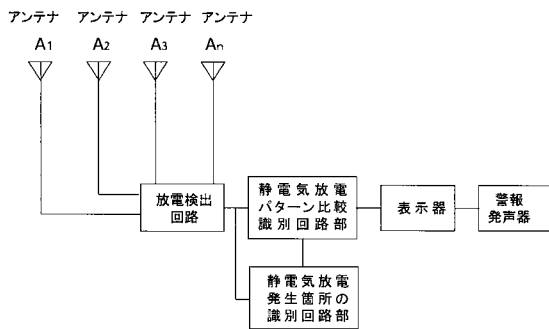 アンテナ アンテナ アンテナ アンテナ
A1 A2 A3 An
放電検出
回路
静電気放電
パターン比較
識別回路部
表示器
警報
発声器
静電気放電
発生箇所の
識別回路部